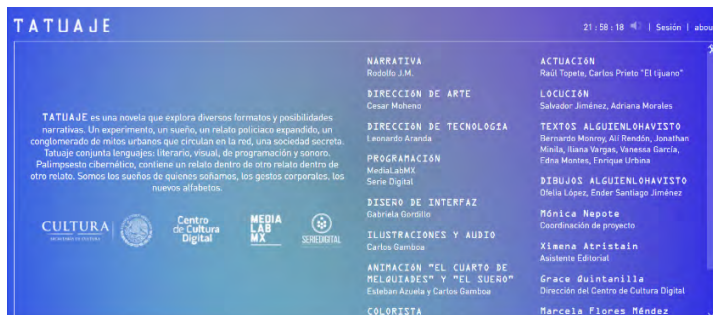 TATUAJE
21:58:18 | Sesión | abou
TATUAJE es una novela que explora diversos formatos y posibilidades
narrativas. Un experimento, un sueño, un relato policiaco expandido, un
conglomerado de mitos urbanos que circulan en la red, una sociedad secreta.
Tatuaje conjunta lenguajes: literario, visual, de programación y sonoro.
Palimpsesto cibernético, contiene un relato dentro de otro relato dentro de
otro relato. Somos los sueños de quienes soñamos, los gestos corporales, los
nuevos alfabetos.
CULTURA
SECRETARÍA DE CULTURA
Centro
de Cultura
Digital
MEDIA
LAB
MX
SERIEDIGITAL
NARRATIVA
Rodolfo J.M.
DIRECCIÓN DE ARTE
Cesar Moheno
DIRECCIÓN DE TECNOLOGÍA
Leonardo Aranda
PROGRAMACIÓN
MediaLabMX
Serie Digital
DISEÑO DE INTERFAZ
Gabriela Gordillo
ILUSTRACIONES Y AUDIO
Carlos Gamboa
ANIMACIÓN "EL CUARTO DE
MELQUIADES" Y "EL SUEÑO"
Esteban Azuela y Carlos Gamboa
COLORISTA
ACTUACIÓN
Raúl Topete, Carlos Prieto "El tijuano"
LOCUCIÓN
Salvador Jiménez, Adriana Morales
TEXTOS ALGUIENLOHAVISTO
Bernardo Monroy, Alí Rendón, Jonathan
Minila, Iliana Vargas, Vanessa García,
Edna Montes, Enrique Urbina
DIBUJOS ALGUIENLOHAVISTO
Ofelia López, Ender Santiago Jiménez
Mónica Nepote
Coordinación de proyecto
Ximena Atristain
Asistente Editorial
Grace Quintanilla
Dirección del Centro de Cultura Digital
Marcela Flores Méndez